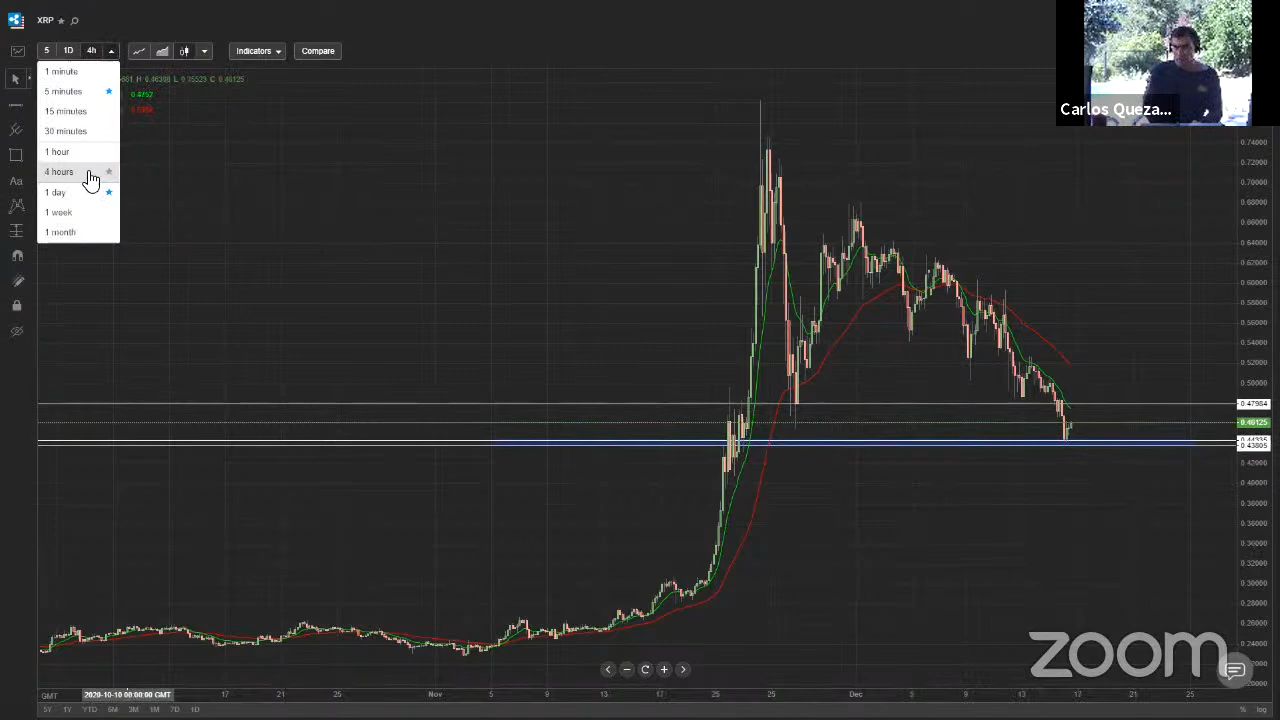 XRP
5 1D 4h Indicators Compare
1 minute
5 minutes
15 minutes
30 minutes
1 hour
4 hours
1 day
1 week
1 month
0.4752
Carlos Queza...
0.74000
0.72000
0.70000
0.68000
0.66000
0.64000
0.62000
0.60000
0.58000
0.56000
0.54000
0.52000
0.50000
0.47984
0.46125
0.43805
0.42000
0.40000
0.38000
0.36000
0.34000
0.32000
0.30000
0.28000
0.26000
0.24000
zoom
Aa
GMT 2020-10-10 00:00:00 GMT 17 21 25 Nov 5 9 13 17 21 25 Dec 5 9 13 17 21 25
5Y 1Y YTD 6M 3M 1M 7D 1D % log